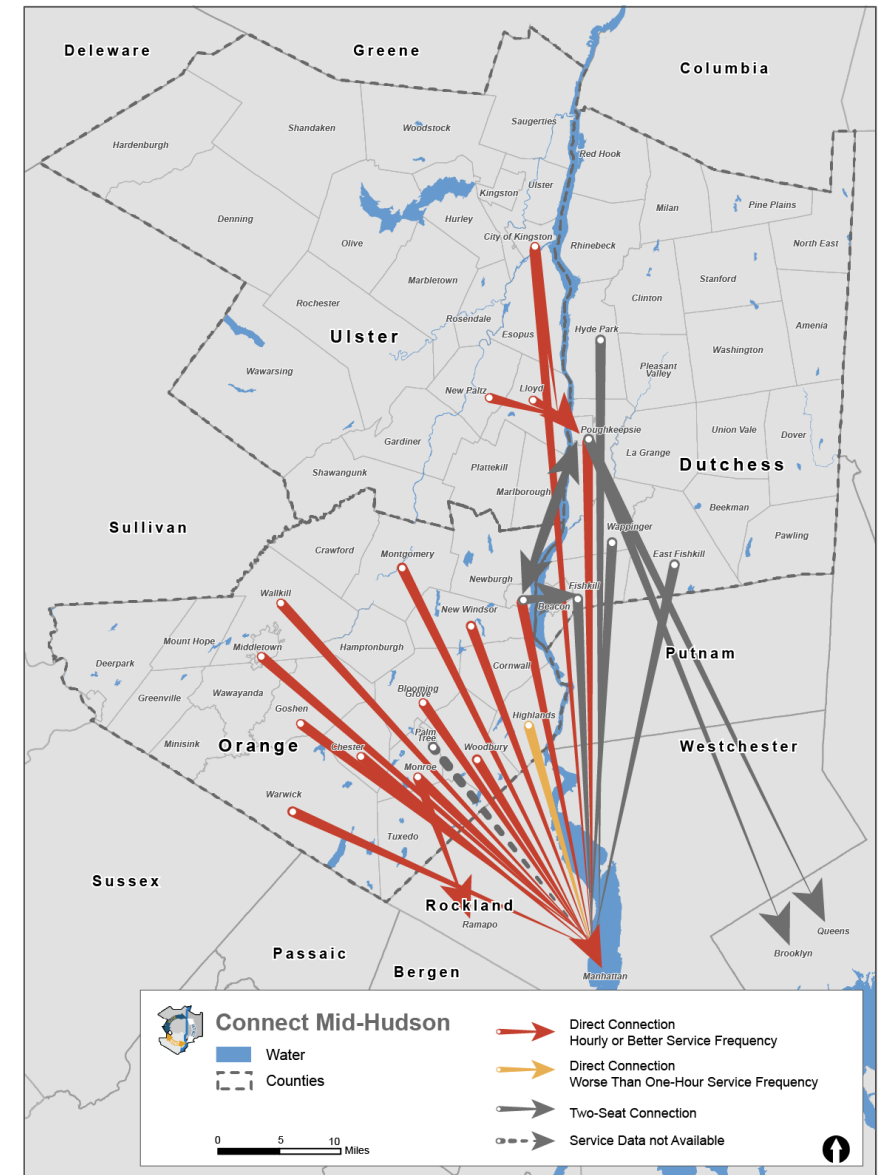 Deleware
Greene
Columbia
Saugerties
Shandaken
Woodstock
Hardenburgh
Red Hook
Kingston
Ulster
Milan
Pine Plains
Denning
Hurley
Olive
City of Kingston
Rhinebeck
North East
Marbletown
Stanford
Rochester
Clinton
Rosendale
Esopus
Hyde Park
Amenia
Ulster
Washington
Wawarsing
Pleasant
Valley
New Paltz
Lloyd
Poughkeepsie
Union Vale
Dover
Gardiner
La Grange
Plattekill
Dutchess
Shawangunk
Marlborough
Beekman
Sullivan
Wappinger
Pawling
Crawford
Montgomery
East Fishkill
Newburgh
Fishkill
Wallkill
New Windsor
Beacon
Mount Hope
Middletown
Hamptonburgh
Putnam
Deerpark
Cornwall
Greenville
Wawayanda
Blooming
Grove
Goshen
Highlands
Minisink
Orange
Chester
Palm
Tree
Woodbury
Westchester
Monroe
Warwick
Tuxedo
Sussex
Rockland
Ramapo
Queens
Passaic
Brooklyn
Bergen
Manhattan
Connect Mid-Hudson
Water
Counties
0 5 10
Miles
Direct Connection
Hourly or Better Service Frequency
Direct Connection
Worse Than One-Hour Service Frequency
Two-Seat Connection
Service Data not Available